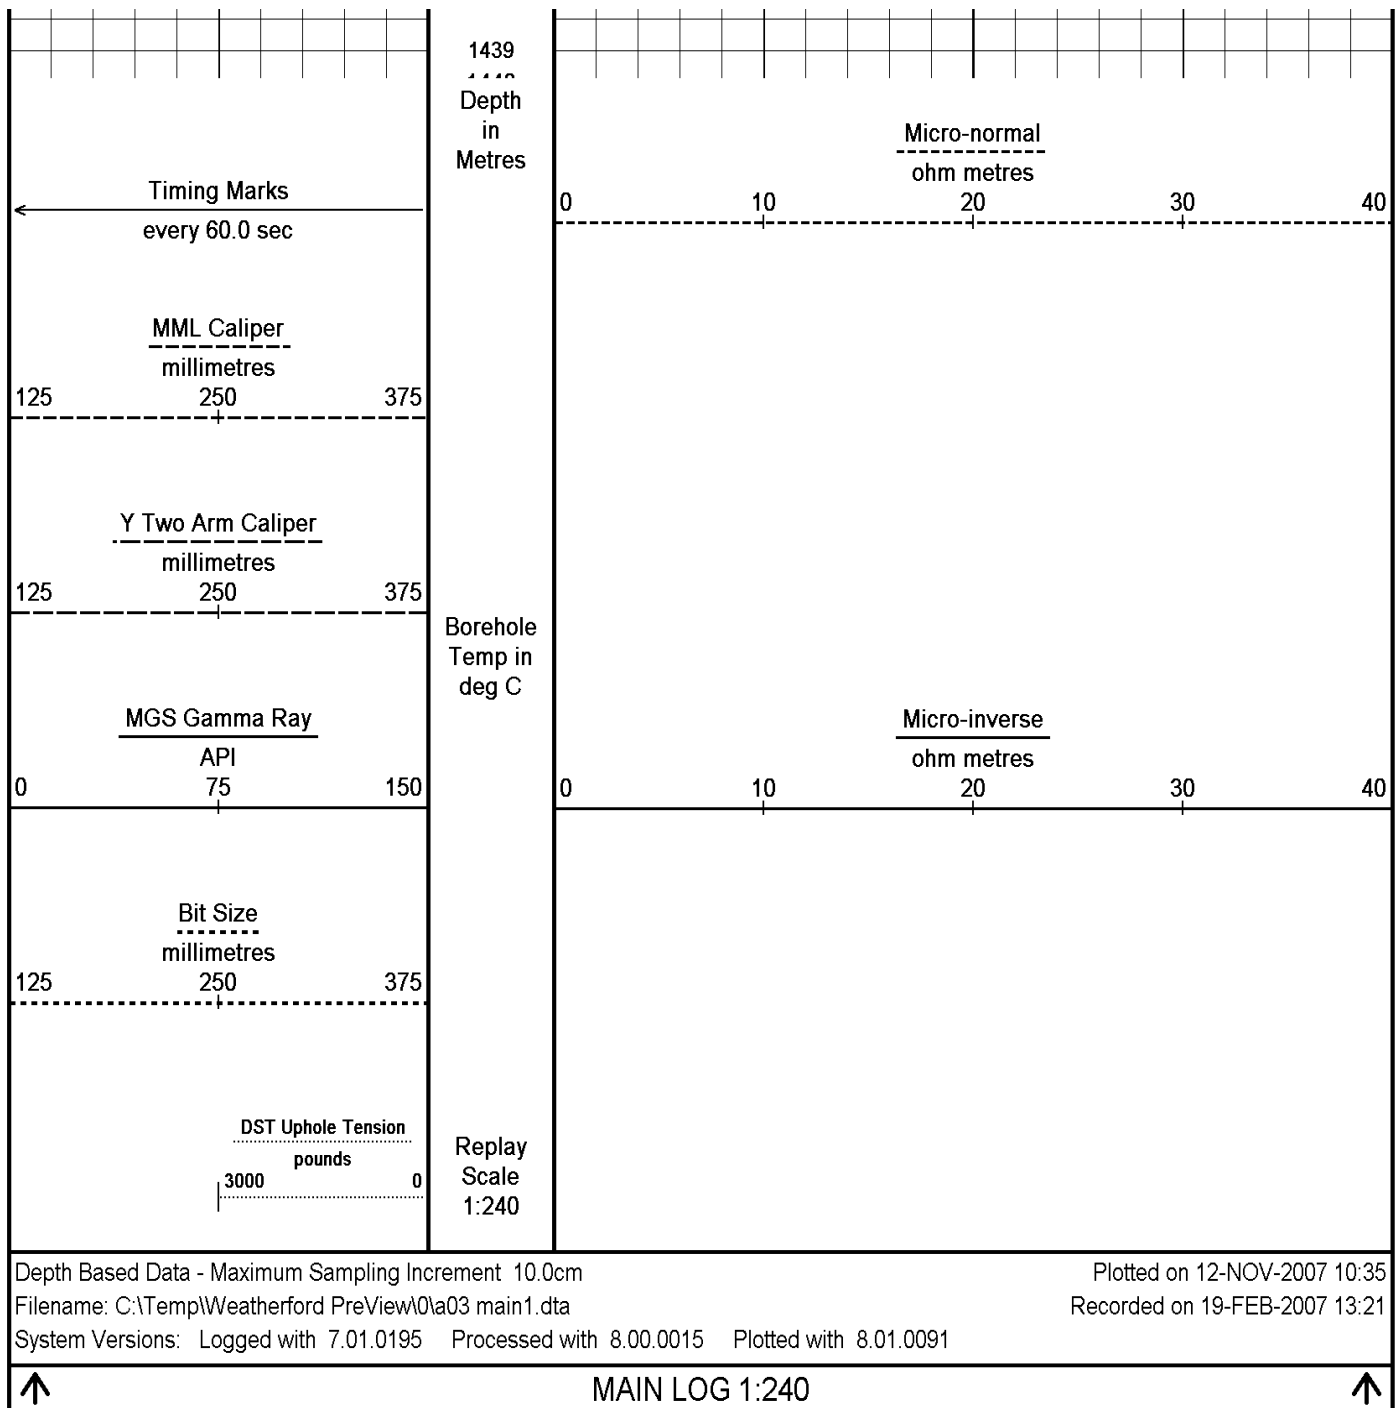 1439
Depth
in
Metres
Timing Marks
every 60.0 sec
MML Caliper
millimetres
125 250 375
Y Two Arm Caliper
millimetres
125 250 375
MGS Gamma Ray
API
0 75 150
Bit Size
millimetres
125 250 375
DST Uphole Tension
pounds
3000 0
Borehole
Temp in
deg C
Replay
Scale
1:240
Micro-normal
ohm metres
0 10 20 30 40
Micro-inverse
ohm metres
0 10 20 30 40
Depth Based Data - Maximum Sampling Increment 10.0cm
Plotted on 12-NOV-2007 10:35
Filename: C:\Temp\Weatherford PreView\0\a03 main1.dta
Recorded on 19-FEB-2007 13:21
System Versions: Logged with 7.01.0195 Processed with 8.00.0015 Plotted with 8.01.0091
MAIN LOG 1:240